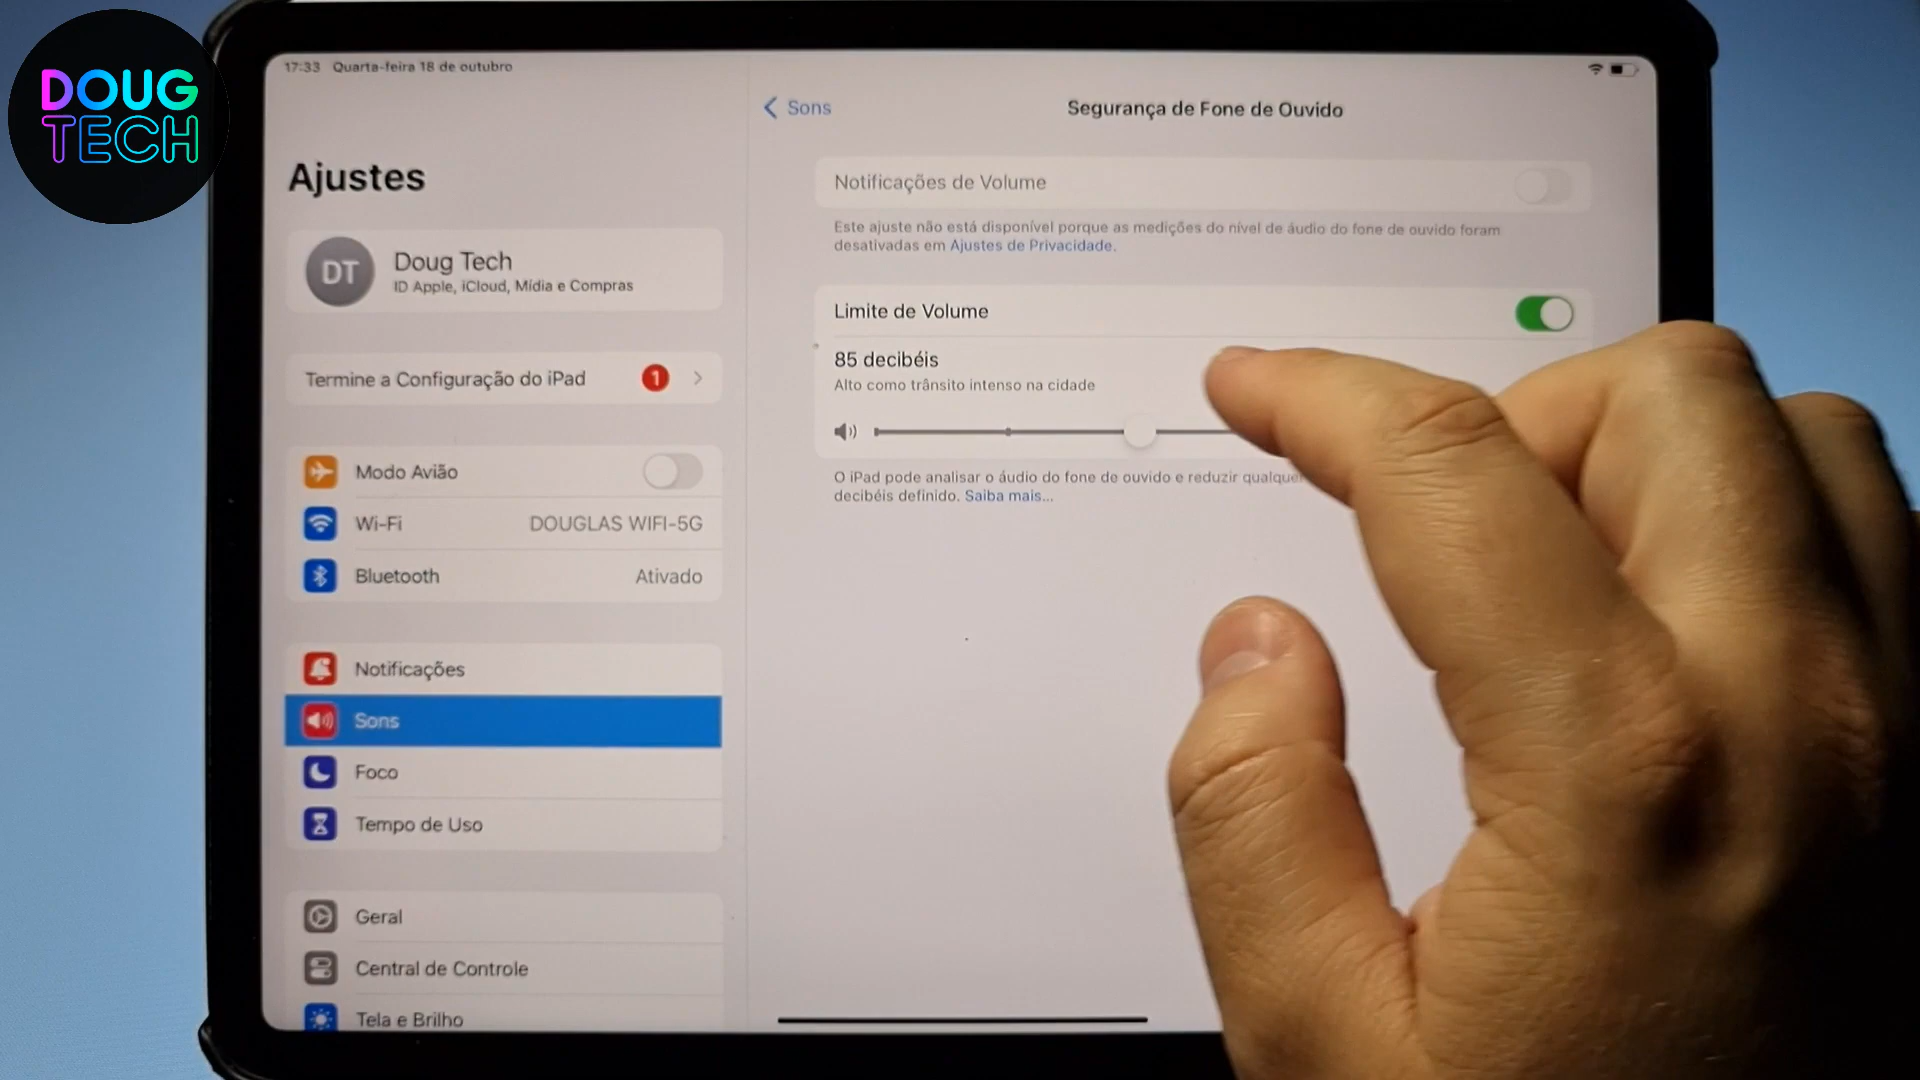 DOUG
TECH
17:33 Quarta-feira 18 de outubro
Ajustes
DT
Doug Tech
ID Apple, iCloud, Mídia e Compras
Termine a Configuração do iPad 1
Modo Avião
Wi-Fi DOUGLAS WIFI-5G
Bluetooth Ativado
Notificações
Sons
Foco
Tempo de Uso
Geral
Central de Controle
Tela e Brilho
Sons
Segurança de Fone de Ouvido
Notificações de Volume
Este ajuste não está disponível porque as medições do nível de áudio do fone de ouvido foram
desativadas em Ajustes de Privacidade.
Limite de Volume
85 decibéis
Alto como trânsito intenso na cidade
O iPad pode analisar o áudio do fone de ouvido e reduzir qualquer
decibéis definido. Saiba mais...